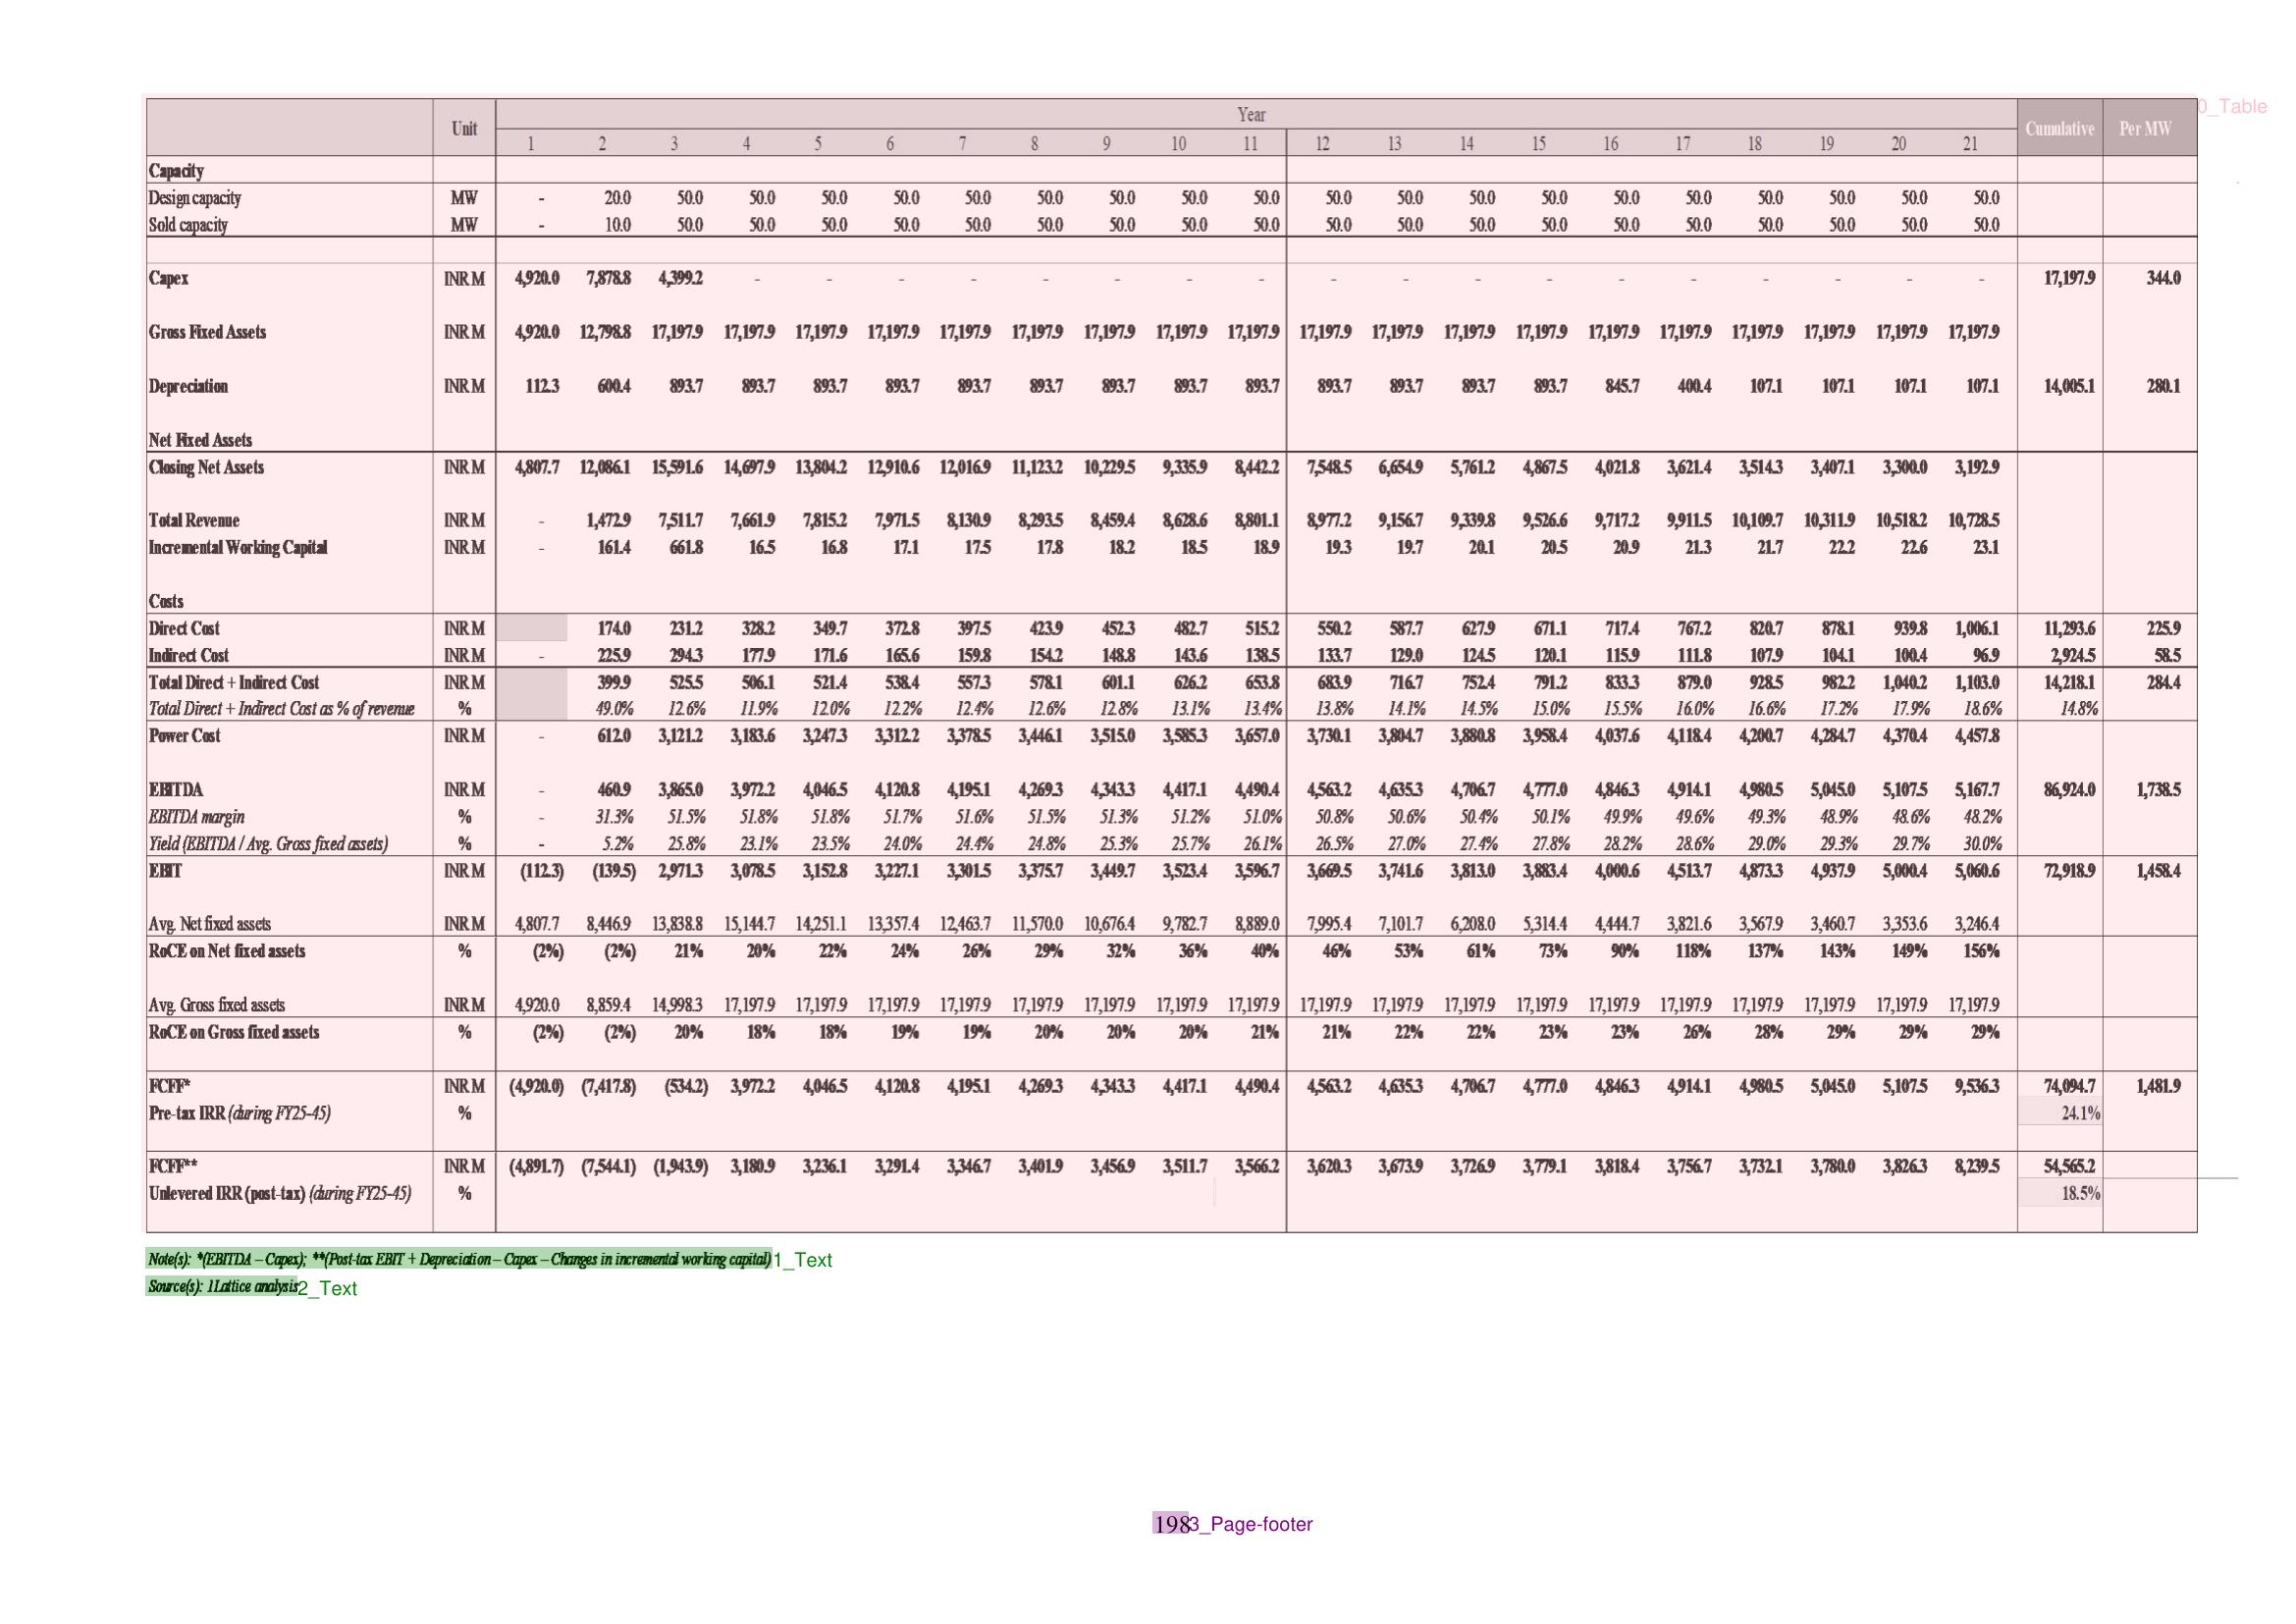 Year
Unit Cumulative Per MW
1 2 3 4 5 6 7 8 9 10 11 12 13 14 15 16 17 18 19 20 21
0_Table
Capacity
Design capacity MW - 20.0 50.0 50.0 50.0 50.0 50.0 50.0 50.0 50.0 50.0 50.0 50.0 50.0 50.0 50.0 50.0 50.0 50.0 50.0 50.0
Sold capacity MW - 10.0 50.0 50.0 50.0 50.0 50.0 50.0 50.0 50.0 50.0 50.0 50.0 50.0 50.0 50.0 50.0 50.0 50.0 50.0 50.0
Capex INR M 4,920.0 7,878.8 4,399.2 - - - - - - - - - - - - - - - - - - 17,197.9 344.0
Gross Fixed Assets INR M 4,920.0 12,798.8 17,197.9 17,197.9 17,197.9 17,197.9 17,197.9 17,197.9 17,197.9 17,197.9 17,197.9 17,197.9 17,197.9 17,197.9 17,197.9 17,197.9 17,197.9 17,197.9 17,197.9 17,197.9 17,197.9
Depreciation INR M 112.3 600.4 893.7 893.7 893.7 893.7 893.7 893.7 893.7 893.7 893.7 893.7 893.7 893.7 893.7 845.7 400.4 107.1 107.1 107.1 107.1 14,005.1 280.1
Net Fixed Assets
Closing Net Assets INR M 4,807.7 12,086.1 15,591.6 14,697.9 13,804.2 12,910.6 12,016.9 11,123.2 10,229.5 9,335.9 8,442.2 7,548.5 6,654.9 5,761.2 4,867.5 4,021.8 3,621.4 3,514.3 3,407.1 3,300.0 3,192.9
Total Revenue INR M - 1,472.9 7,511.7 7,661.9 7,815.2 7,971.5 8,130.9 8,293.5 8,459.4 8,628.6 8,801.1 8,977.2 9,156.7 9,339.8 9,526.6 9,717.2 9,911.5 10,109.7 10,311.9 10,518.2 10,728.5
Incremental Working Capital INR M - 161.4 661.8 16.5 16.8 17.1 17.5 17.8 18.2 18.5 18.9 19.3 19.7 20.1 20.5 20.9 21.3 21.7 22.2 22.6 23.1
Costs
Direct Cost INR M 174.0 231.2 328.2 349.7 372.8 397.5 423.9 452.3 482.7 515.2 550.2 587.7 627.9 671.1 717.4 767.2 820.7 878.1 939.8 1,006.1 11,293.6 225.9
Indirect Cost INR M - 225.9 294.3 177.9 171.6 165.6 159.8 154.2 148.8 143.6 138.5 133.7 129.0 124.5 120.1 115.9 111.8 107.9 104.1 100.4 96.9 2,924.5 58.5
Total Direct + Indirect Cost INR M 399.9 525.5 506.1 521.4 538.4 557.3 578.1 601.1 626.2 653.8 683.9 716.7 752.4 791.2 833.3 879.0 928.5 982.2 1,040.2 1,103.0 14,218.1 284.4
Total Direct + Indirect Cost as % of revenue % 49.0% 12.6% 11.9% 12.0% 12.2% 12.4% 12.6% 12.8% 13.1% 13.4% 13.8% 14.1% 14.5% 15.0% 15.5% 16.0% 16.6% 17.2% 17.9% 18.6% 14.8%
Power Cost INR M - 612.0 3,121.2 3,183.6 3,247.3 3,312.2 3,378.5 3,446.1 3,515.0 3,585.3 3,657.0 3,730.1 3,804.7 3,880.8 3,958.4 4,037.6 4,118.4 4,200.7 4,284.7 4,370.4 4,457.8
EBITDA INR M - 460.9 3,865.0 3,972.2 4,046.5 4,120.8 4,195.1 4,269.3 4,343.3 4,417.1 4,490.4 4,563.2 4,635.3 4,706.7 4,777.0 4,846.3 4,914.1 4,980.5 5,045.0 5,107.5 5,167.7 86,924.0 1,738.5
EBITDA margin % - 31.3% 51.5% 51.8% 51.8% 51.7% 51.6% 51.5% 51.3% 51.2% 51.0% 50.8% 50.6% 50.4% 50.1% 49.9% 49.6% 49.3% 48.9% 48.6% 48.2%
Yield (EBITDA / Avg. Gross fixed assets) % - 5.2% 25.8% 23.1% 23.5% 24.0% 24.4% 24.8% 25.3% 25.7% 26.1% 26.5% 27.0% 27.4% 27.8% 28.2% 28.6% 29.0% 29.3% 29.7% 30.0%
EBIT INR M (112.3) (139.5) 2,971.3 3,078.5 3,152.8 3,227.1 3,301.5 3,375.7 3,449.7 3,523.4 3,596.7 3,669.5 3,741.6 3,813.0 3,883.4 4,000.6 4,513.7 4,873.3 4,937.9 5,000.4 5,060.6 72,918.9 1,458.4
Avg. Net fixed assets INR M 4,807.7 8,446.9 13,838.8 15,144.7 14,251.1 13,357.4 12,463.7 11,570.0 10,676.4 9,782.7 8,889.0 7,995.4 7,101.7 6,208.0 5,314.4 4,444.7 3,821.6 3,567.9 3,460.7 3,353.6 3,246.4
RoCE on Net fixed assets % (2%) (2%) 21% 20% 22% 24% 26% 29% 32% 36% 40% 46% 53% 61% 73% 90% 118% 137% 143% 149% 156%
Avg. Gross fixed assets INR M 4,920.0 8,859.4 14,998.3 17,197.9 17,197.9 17,197.9 17,197.9 17,197.9 17,197.9 17,197.9 17,197.9 17,197.9 17,197.9 17,197.9 17,197.9 17,197.9 17,197.9 17,197.9 17,197.9 17,197.9 17,197.9
RoCE on Gross fixed assets % (2%) (2%) 20% 18% 18% 19% 19% 20% 20% 20% 21% 21% 22% 22% 23% 23% 26% 28% 29% 29% 29%
FCFF* INR M (4,920.0) (7,417.8) (534.2) 3,972.2 4,046.5 4,120.8 4,195.1 4,269.3 4,343.3 4,417.1 4,490.4 4,563.2 4,635.3 4,706.7 4,777.0 4,846.3 4,914.1 4,980.5 5,045.0 5,107.5 9,536.3 74,094.7 1,481.9
Pre-tax IRR (during FY25-45) % 24.1%
FCFF** INR M (4,891.7) (7,544.1) (1,943.9) 3,180.9 3,236.1 3,291.4 3,346.7 3,401.9 3,456.9 3,511.7 3,566.2 3,620.3 3,673.9 3,726.9 3,779.1 3,818.4 3,756.7 3,732.1 3,780.0 3,826.3 8,239.5 54,565.2
Unlevered IRR (post-tax) (during FY25-45) % 18.5%
Note(s): *(EBITDA – Capex); **(Post-tax EBIT + Depreciation – Capex – Changes in incremental working capital) 1_Text
Source(s): 1Lattice analysis 2_Text
198 3_Page-footer